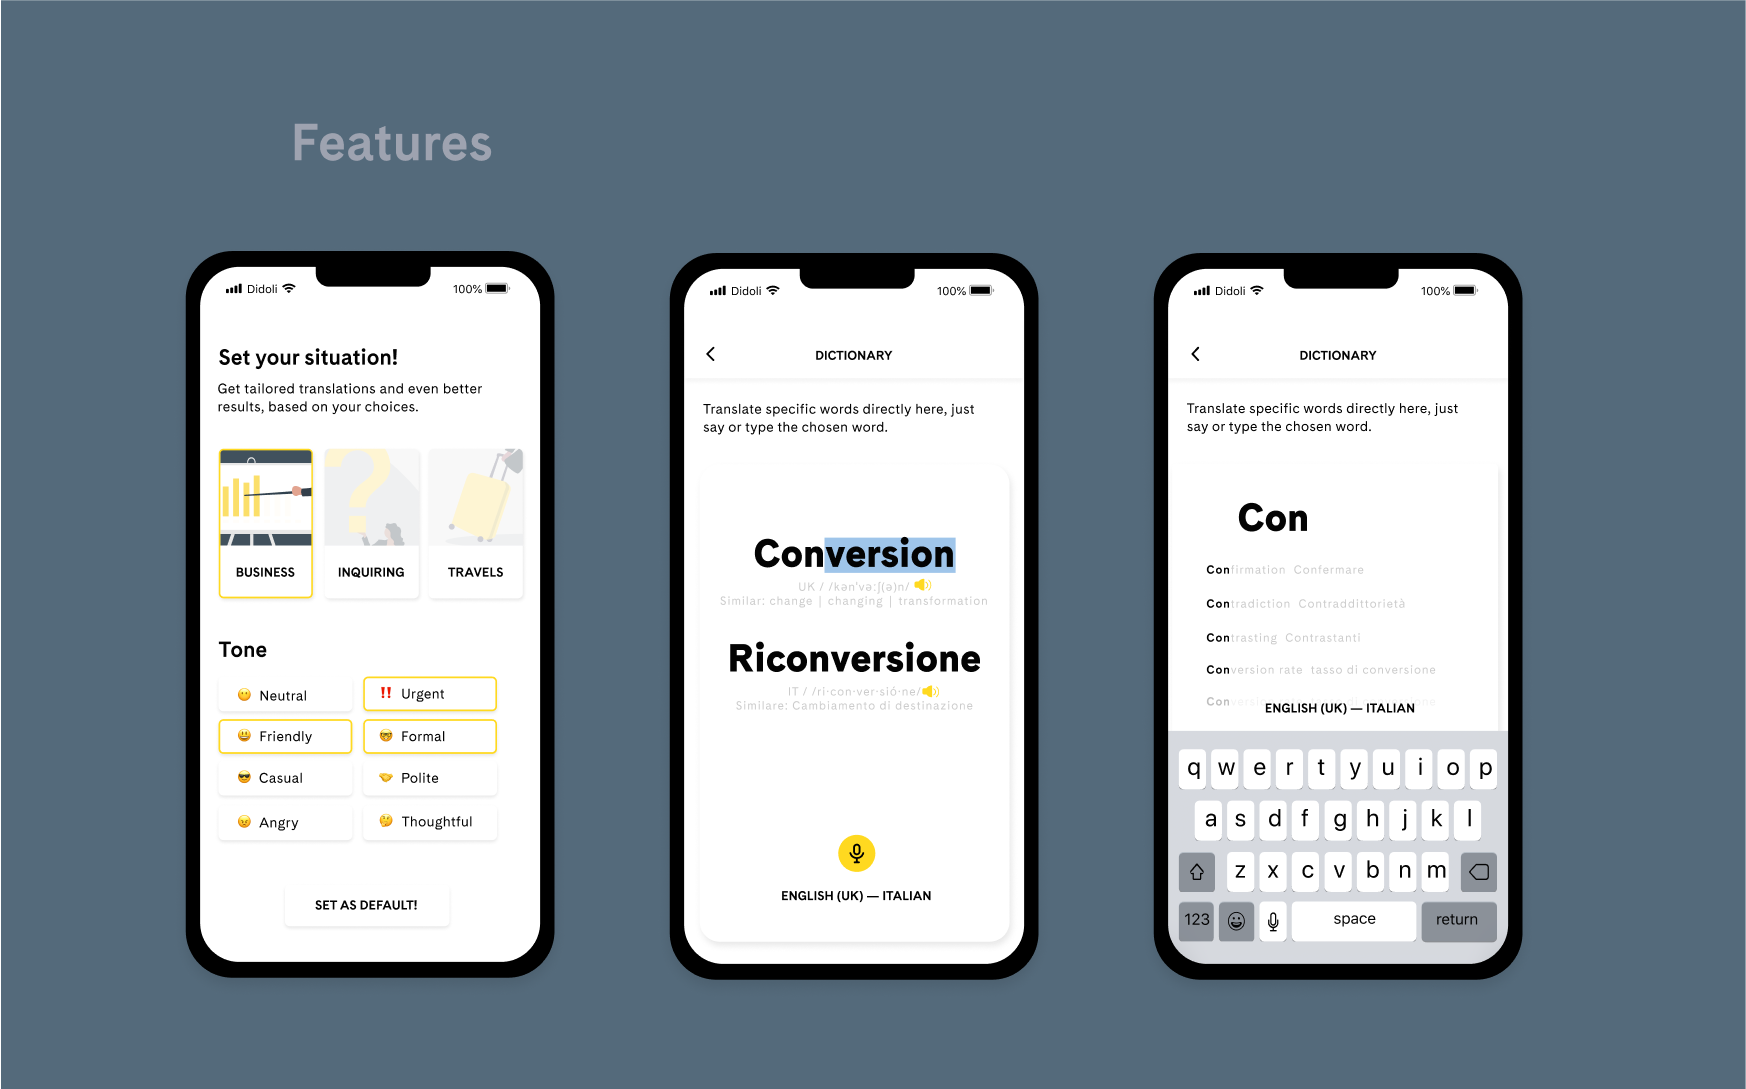 Features
Didoli 100%
Set your situation!
Get tailored translations and even better
results, based on your choices.
BUSINESS INQUIRING TRAVELS
Tone
Neutral Urgent
Friendly Formal
Casual Polite
Angry Thoughtful
SET AS DEFAULT!
Didoli 100%
DICTIONARY
Translate specific words directly here, just
say or type the chosen word.
Conversion
UK / /kən'vəːʃ(ə)n/
Similar: change | changing | transformation
Riconversione
IT / /ri·con·ver·sió·ne/
Similare: Cambiamento di destinazione
ENGLISH (UK) — ITALIAN
Didoli 100%
DICTIONARY
Translate specific words directly here, just
say or type the chosen word.
Con
Confirmation Confermare
Contradiction Contraddittorietà
Contrasting Contrastanti
Conversion rate tasso di conversione
Con
ENGLISH (UK) — ITALIAN
q w e r t y u i o p
a s d f g h j k l
z x c v b n m
123 space return